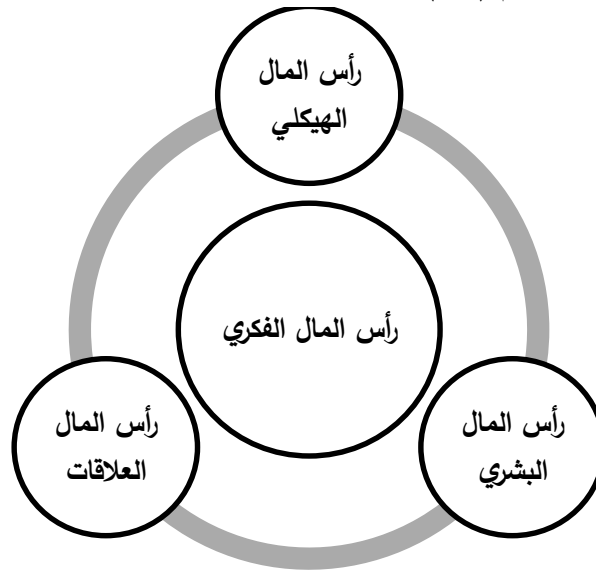 رأس المال
الهيكلي
رأس المال الفكري
رأس المال
البشري
رأس المال
العلاقات